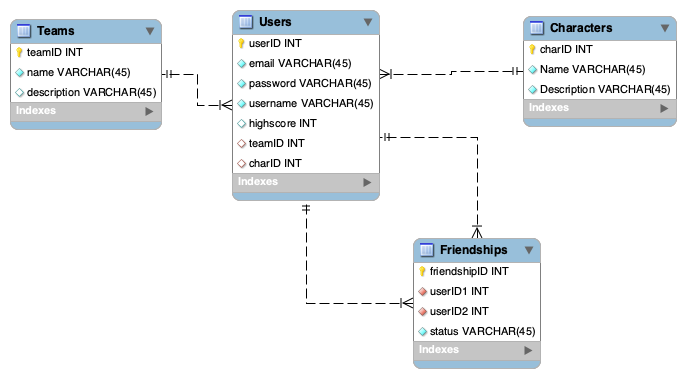 Teams
teamID INT
name VARCHAR(45)
description VARCHAR(45)
Indexes
Users
userID INT
email VARCHAR(45)
password VARCHAR(45)
username VARCHAR(45)
highscore INT
teamID INT
charID INT
Indexes
Characters
charID INT
Name VARCHAR(45)
Description VARCHAR(45)
Indexes
Friendships
friendshipID INT
userID1 INT
userID2 INT
status VARCHAR(45)
Indexes